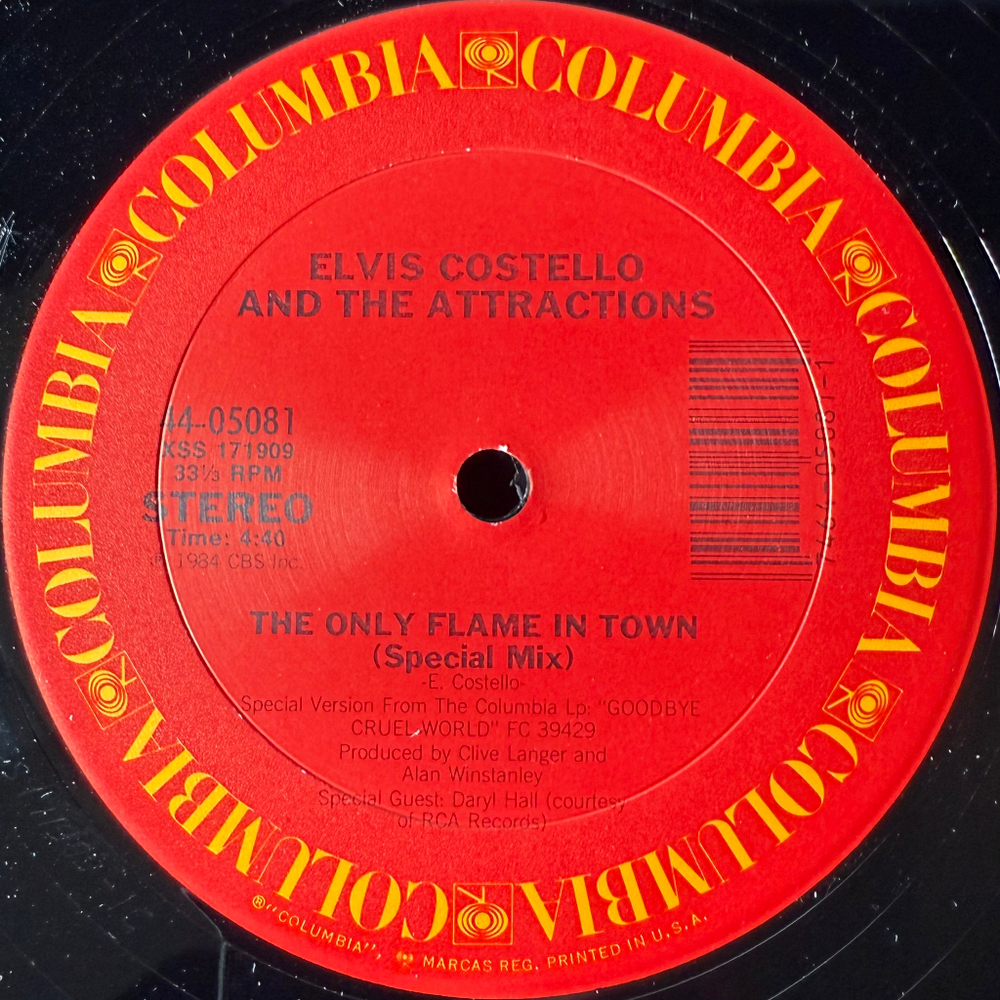 COLUMBIA COLUMBIA COLUMBIA COLUMBIA COLUMBIA COLUMBIA
ELVIS COSTELLO
AND THE ATTRACTIONS
44-05081
XSS 171909
33⅓ RPM
STEREO
Time: 4:40
℗ 1984 CBS Inc.
THE ONLY FLAME IN TOWN
(Special Mix)
-E. Costello-
Special Version From The Columbia Lp: "GOODBYE
CRUEL WORLD" FC 39429
Produced by Clive Langer and
Alan Winstanley
Special Guest: Daryl Hall (courtesy
of RCA Records)
®"COLUMBIA", MARCAS REG. PRINTED IN U.S.A.